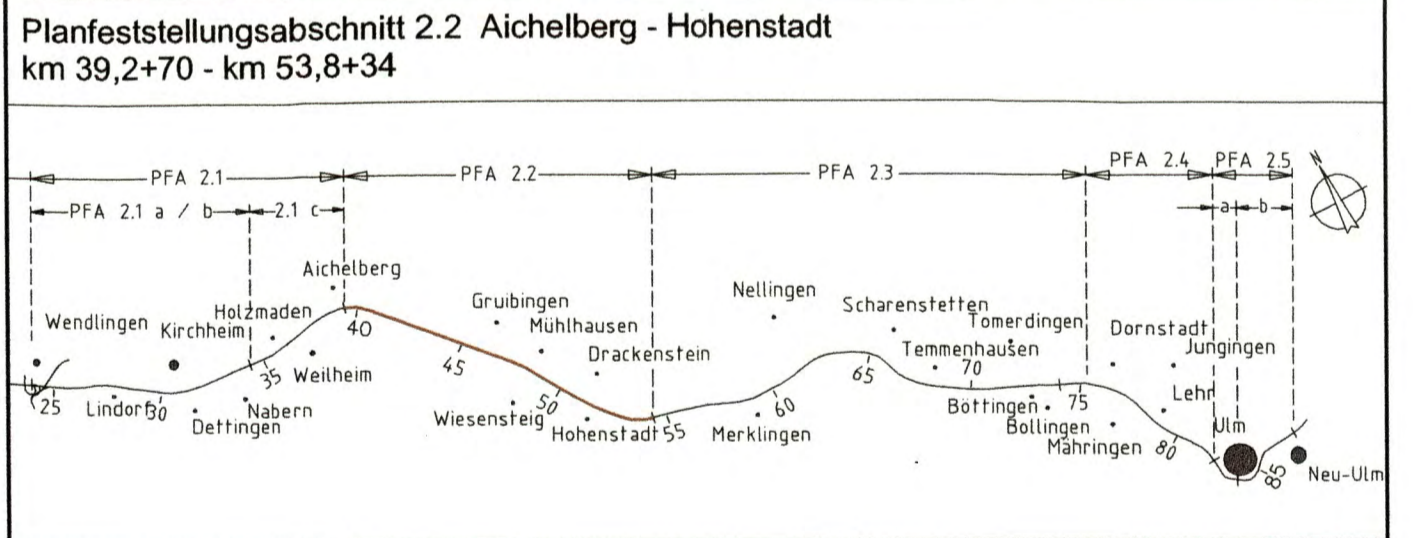 Planfeststellungsabschnitt 2.2 Aichelberg - Hohenstadt
km 39,2+70 - km 53,8+34
PFA 2.1 PFA 2.2 PFA 2.3 PFA 2.4 PFA 2.5
PFA 2.1 a / b 2.1 c a b
N
Aichelberg
Wendlingen Kirchheim Holzmaden 40 Gruibingen Nellingen Scharenstetten
Mühlhausen Tomerdingen Dornstadt
Drackenstein Temmenhausen Jungingen
35 Weilheim 45 65 70
25 Lindorf 30 Nabern Wiesensteig 50 60 Böttingen 75 Lehr
Dettingen Hohenstadt 55 Merklingen Bollingen Ulm
Mähringen 80 85 Neu-Ulm